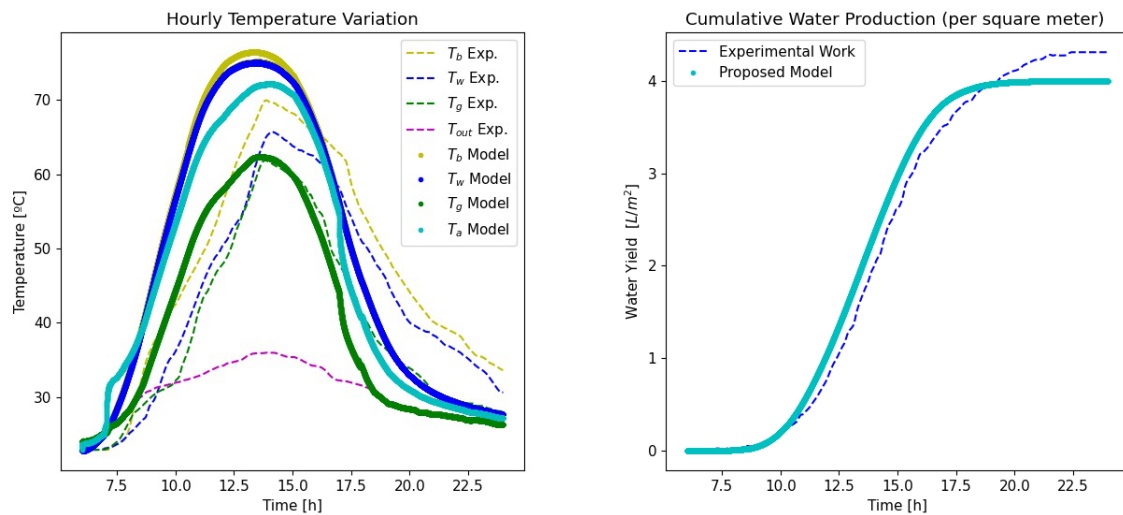 Hourly Temperature Variation
Temperature [ºC]
70
60
50
40
30
7.5 10.0 12.5 15.0 17.5 20.0 22.5
Time [h]
T_b Exp.
T_w Exp.
T_g Exp.
T_out Exp.
T_b Model
T_w Model
T_g Model
T_a Model
Cumulative Water Production (per square meter)
Water Yield [L/m²]
4
3
2
1
0
7.5 10.0 12.5 15.0 17.5 20.0 22.5
Time [h]
Experimental Work
Proposed Model